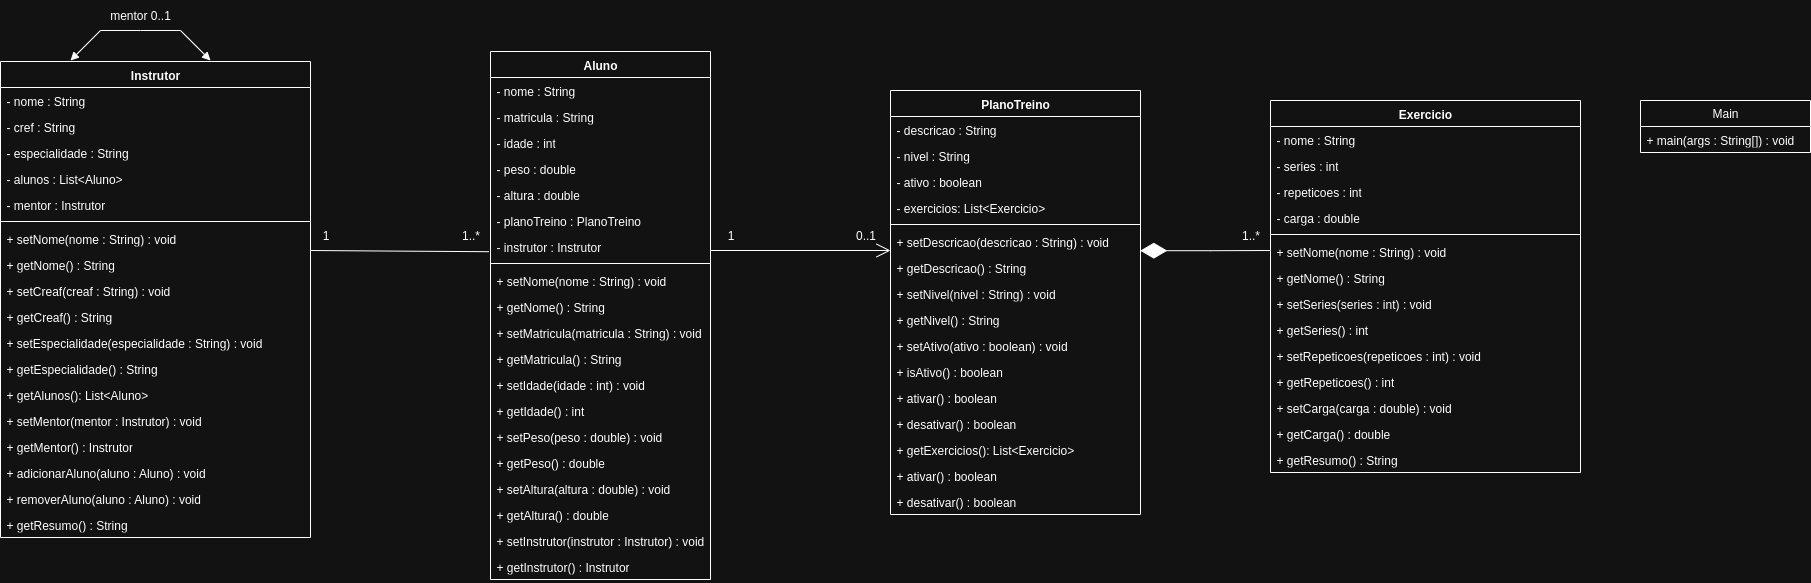 mentor 0..1
Instrutor
- nome : String
- cref : String
- especialidade : String
- alunos : List<Aluno>
- mentor : Instrutor
+ setNome(nome : String) : void
+ getNome() : String
+ setCreaf(creaf : String) : void
+ getCreaf() : String
+ setEspecialidade(especialidade : String) : void
+ getEspecialidade() : String
+ getAlunos(): List<Aluno>
+ setMentor(mentor : Instrutor) : void
+ getMentor() : Instrutor
+ adicionarAluno(aluno : Aluno) : void
+ removerAluno(aluno : Aluno) : void
+ getResumo() : String
1
1..*
Aluno
- nome : String
- matricula : String
- idade : int
- peso : double
- altura : double
- planoTreino : PlanoTreino
- instrutor : Instrutor
+ setNome(nome : String) : void
+ getNome() : String
+ setMatricula(matricula : String) : void
+ getMatricula() : String
+ setIdade(idade : int) : void
+ getIdade() : int
+ setPeso(peso : double) : void
+ getPeso() : double
+ setAltura(altura : double) : void
+ getAltura() : double
+ setInstrutor(instrutor : Instrutor) : void
+ getInstrutor() : Instrutor
1
0..1
PlanoTreino
- descricao : String
- nivel : String
- ativo : boolean
- exercicios: List<Exercicio>
+ setDescricao(descricao : String) : void
+ getDescricao() : String
+ setNivel(nivel : String) : void
+ getNivel() : String
+ setAtivo(ativo : boolean) : void
+ isAtivo() : boolean
+ ativar() : boolean
+ desativar() : boolean
+ getExercicios(): List<Exercicio>
+ ativar() : boolean
+ desativar() : boolean
1..*
Exercicio
- nome : String
- series : int
- repeticoes : int
- carga : double
+ setNome(nome : String) : void
+ getNome() : String
+ setSeries(series : int) : void
+ getSeries() : int
+ setRepeticoes(repeticoes : int) : void
+ getRepeticoes() : int
+ setCarga(carga : double) : void
+ getCarga() : double
+ getResumo() : String
Main
+ main(args : String[]) : void